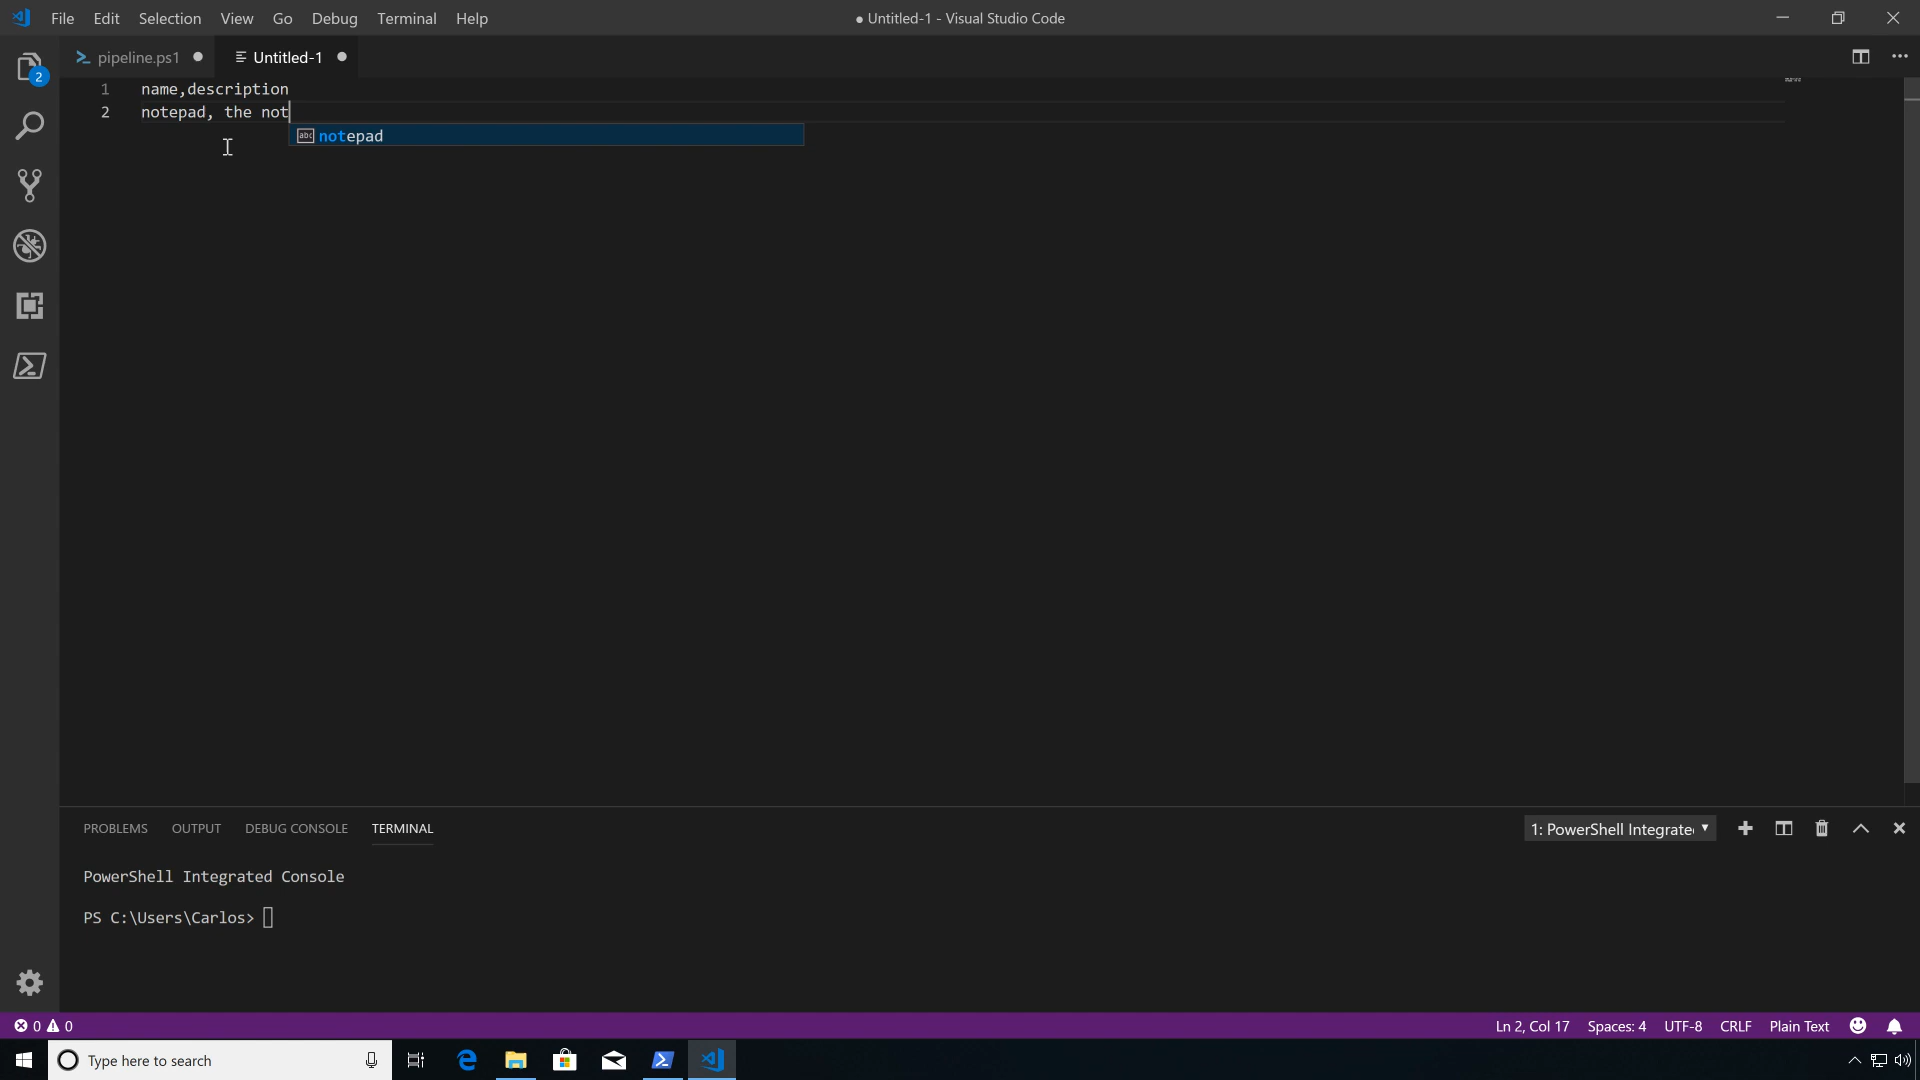 File Edit Selection View Go Debug Terminal Help
● Untitled-1 - Visual Studio Code
pipeline.ps1
Untitled-1
2
1 name,description
2 notepad, the not
abc notepad
PROBLEMS OUTPUT DEBUG CONSOLE TERMINAL
1: PowerShell Integrate
PowerShell Integrated Console
PS C:\Users\Carlos>
0 0
Ln 2, Col 17 Spaces: 4 UTF-8 CRLF Plain Text
Type here to search